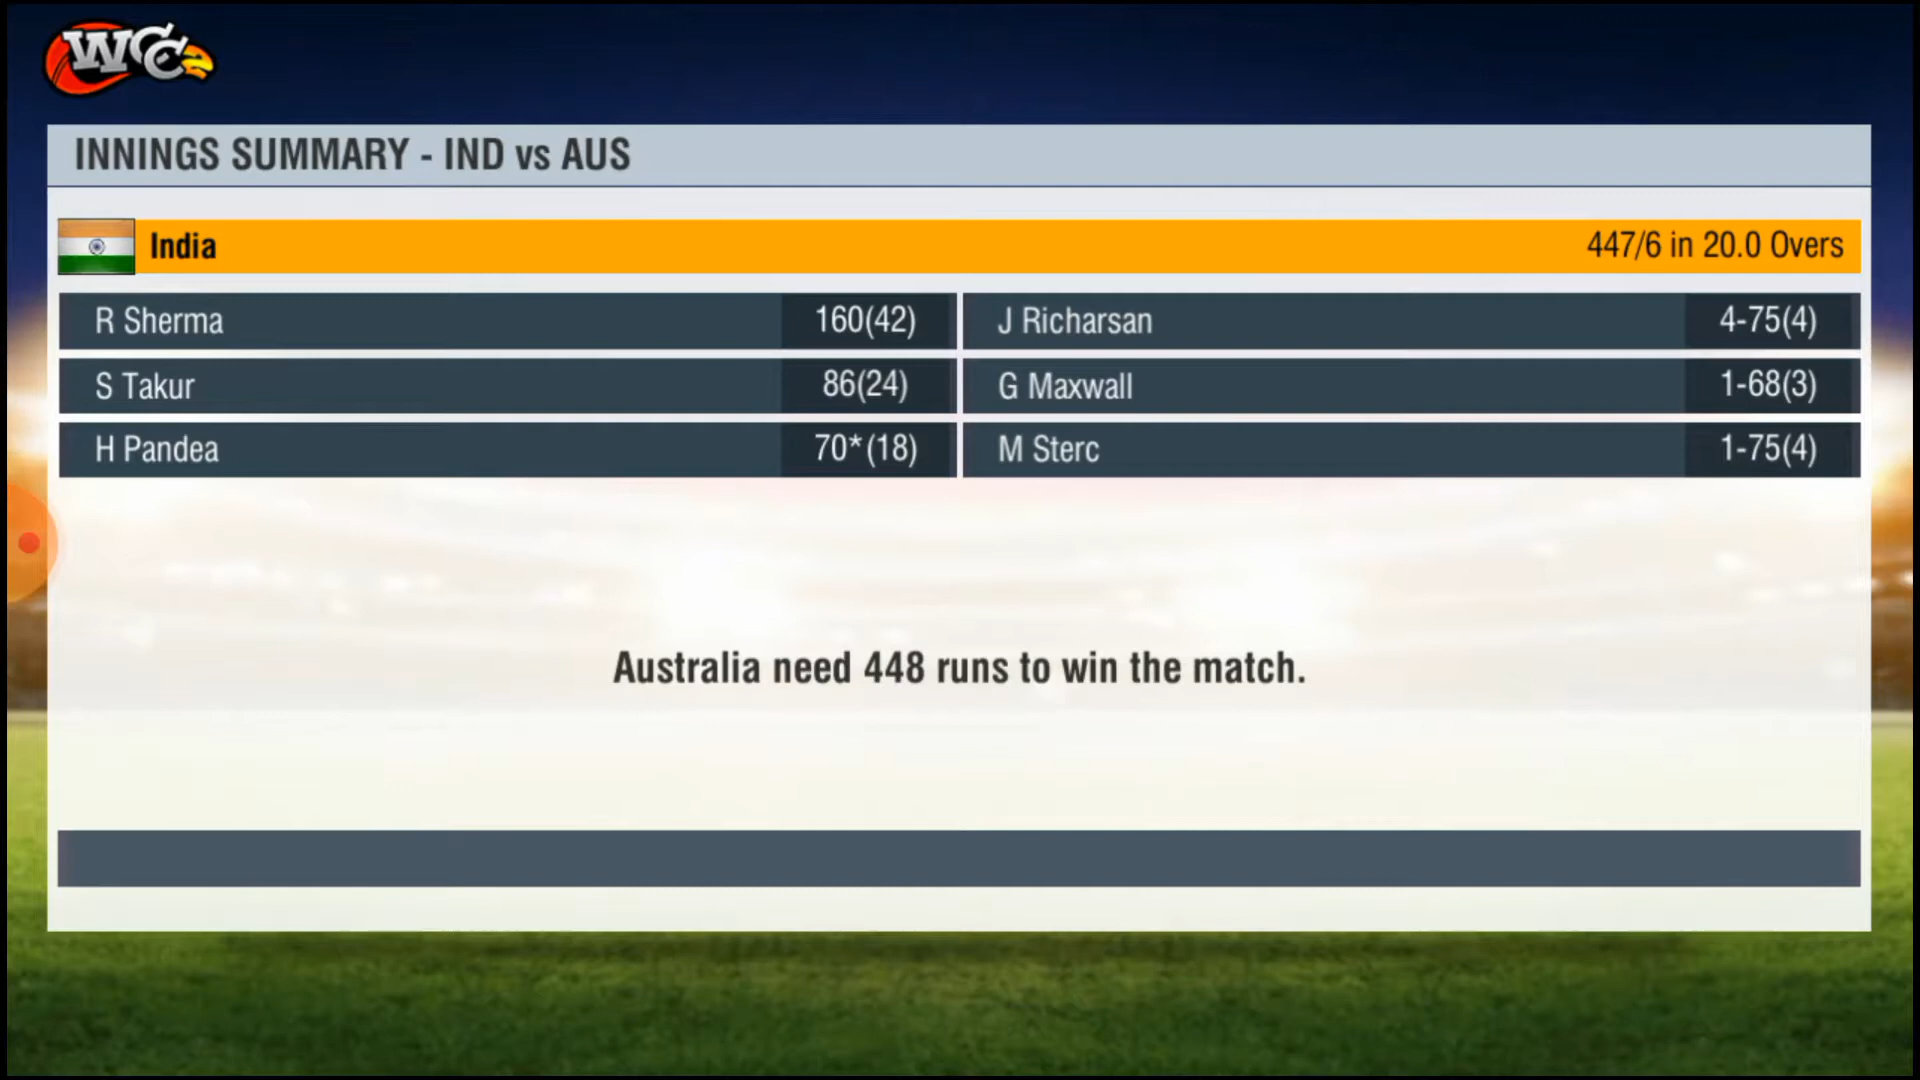 WCC2
INNINGS SUMMARY - IND vs AUS
India 447/6 in 20.0 Overs
R Sherma 160(42) J Richarsan 4-75(4)
S Takur 86(24) G Maxwall 1-68(3)
H Pandea 70*(18) M Sterc 1-75(4)
Australia need 448 runs to win the match.